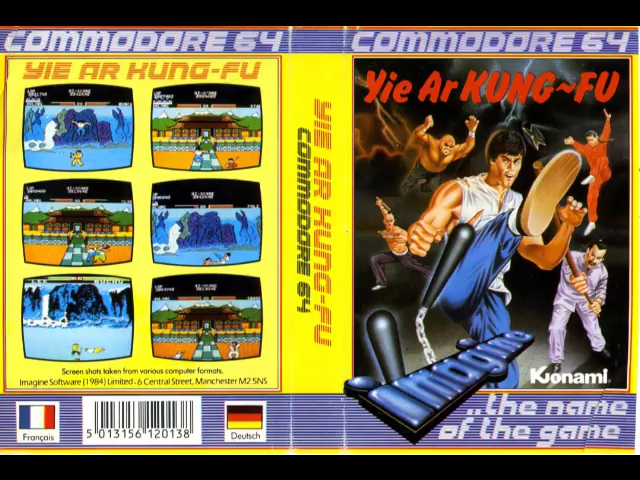 COMMODORE 64
YIE AR KUNG-FU
Screen shots taken from various computer formats.
Imagine Software (1984) Limitad · 6 Central Street, Manchester M2 5NS
Français
5 013156 120138
Deutsch
YIE AR KUNG-FU
COMMODORE 64
COMMODORE 64
Yie Ar KUNG~FU
Konami
imagine
...the name
of the game